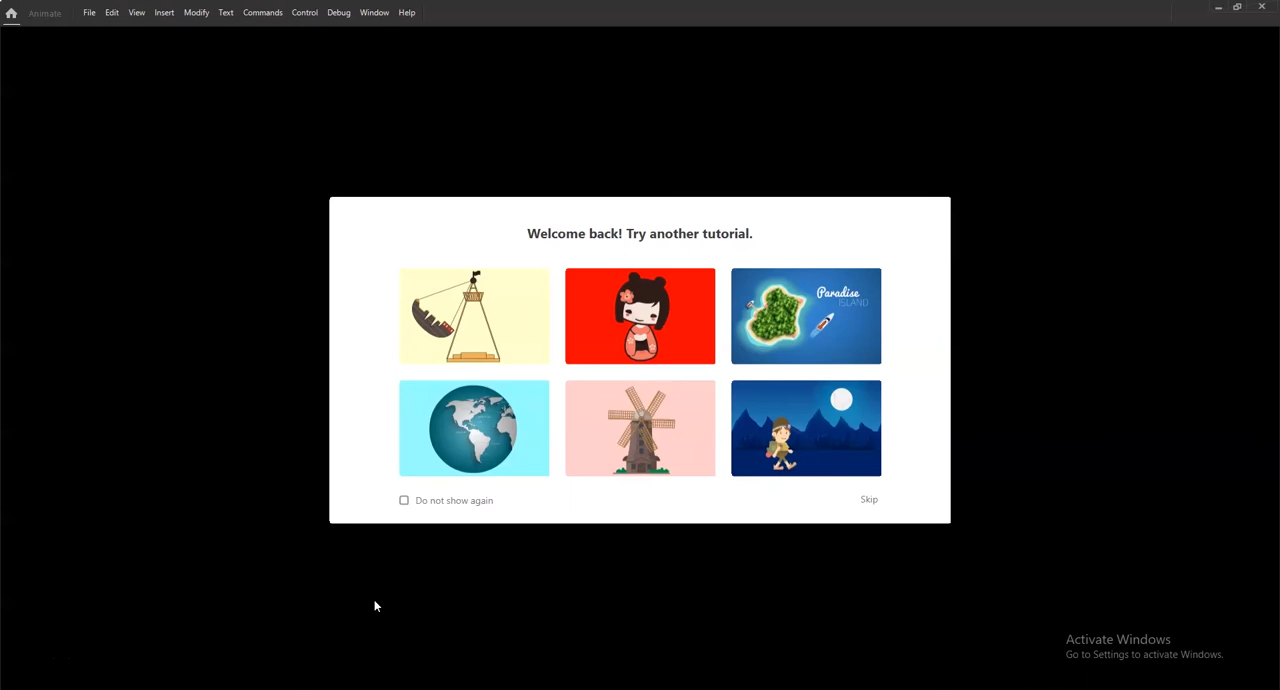 Animate File Edit View Insert Modify Text Commands Control Debug Window Help
Welcome back! Try another tutorial.
Paradise
ISLAND
Do not show again Skip
Activate Windows
Go to Settings to activate Windows.